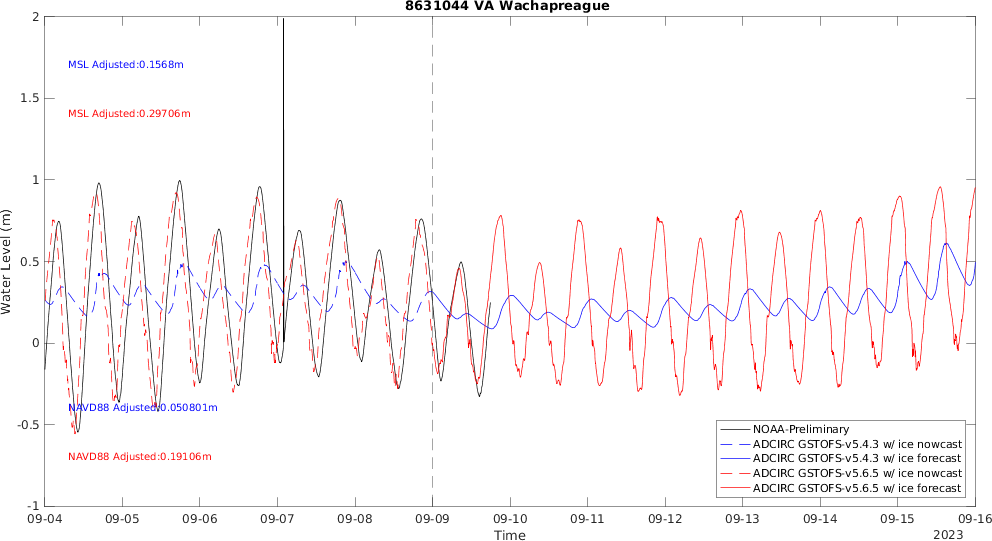 8631044 VA Wachapreague
2
1.5
1
0.5
0
-0.5
-1
Water Level (m)
MSL Adjusted:0.1568m
MSL Adjusted:0.29706m
NAVD88 Adjusted:0.050801m
NAVD88 Adjusted:0.19106m
NOAA-Preliminary
ADCIRC GSTOFS-v5.4.3 w/ ice nowcast
ADCIRC GSTOFS-v5.4.3 w/ ice forecast
ADCIRC GSTOFS-v5.6.5 w/ ice nowcast
ADCIRC GSTOFS-v5.6.5 w/ ice forecast
09-04 09-05 09-06 09-07 09-08 09-09 09-10 09-11 09-12 09-13 09-14 09-15 09-16
Time
2023